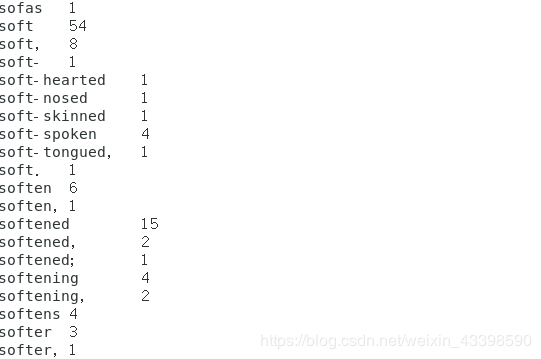 sofas 1
soft 54
soft, 8
soft- 1
soft-hearted 1
soft-nosed 1
soft-skinned 1
soft-spoken 4
soft-tongued, 1
soft. 1
soften 6
soften, 1
softened 15
softened, 2
softened; 1
softening 4
softening, 2
softens 4
softer 3
softer, 1
https://blog.csdn.net/weixin_43398590